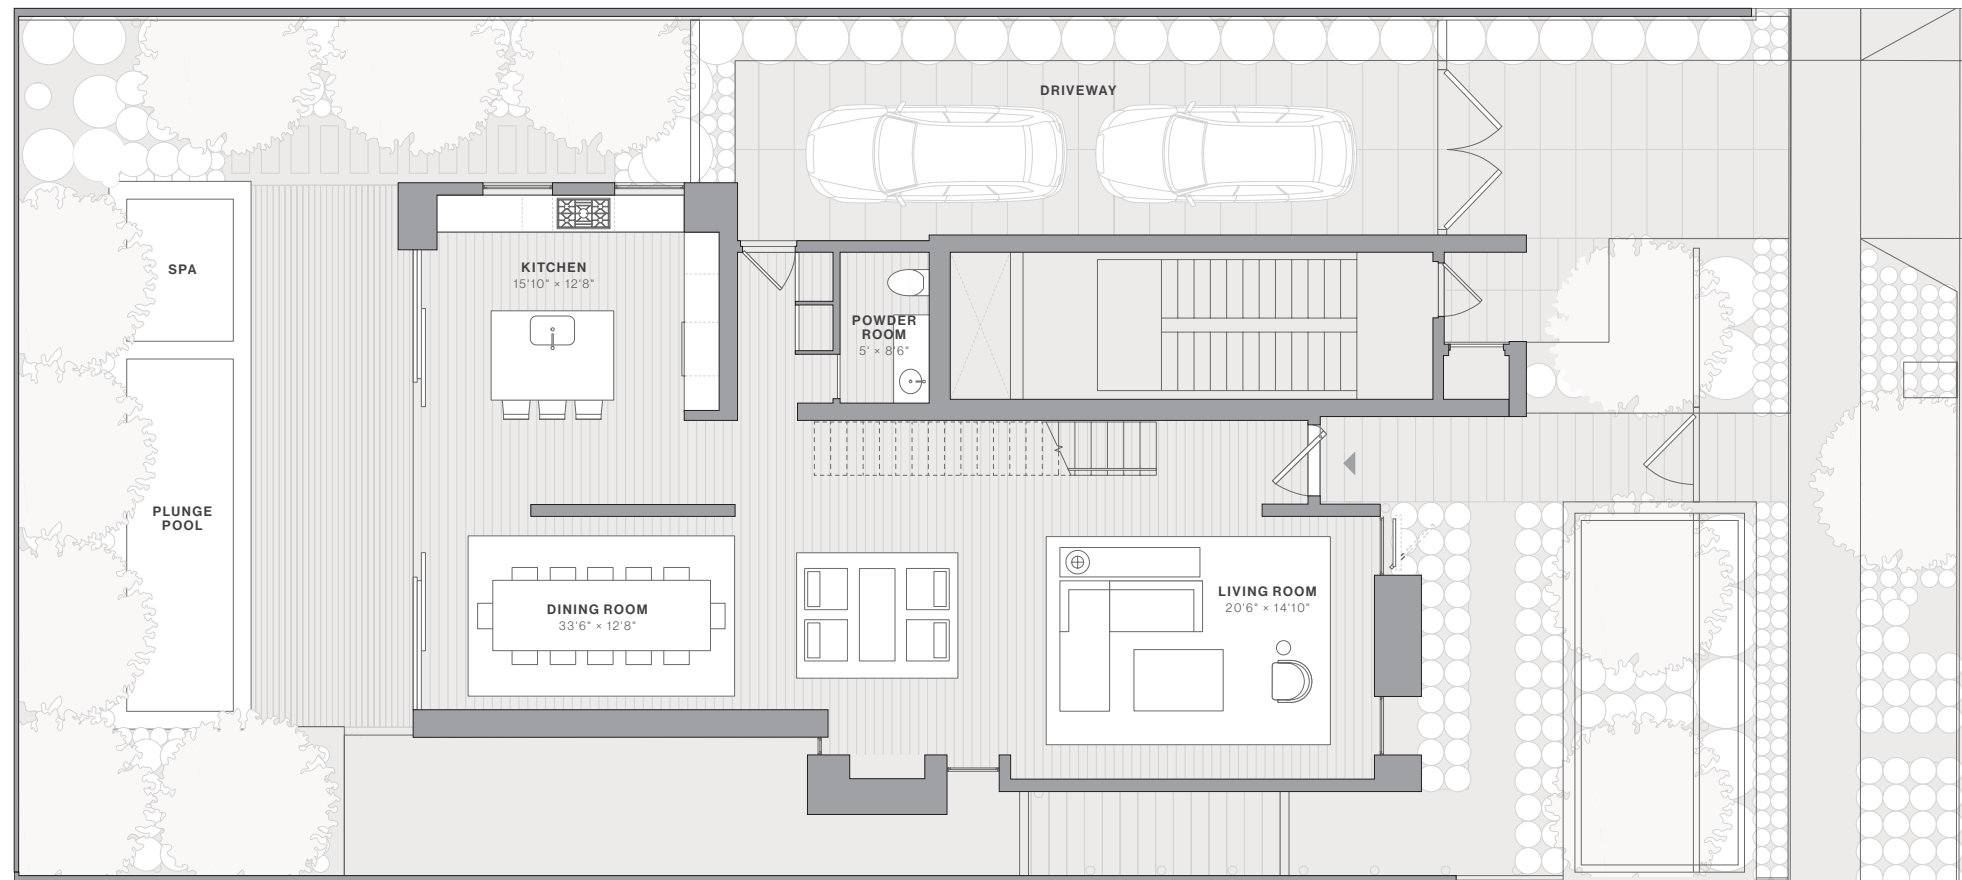 DRIVEWAY
SPA
KITCHEN
15'10" × 12'8"
POWDER
ROOM
5' × 8'6"
PLUNGE
POOL
DINING ROOM
33'6" × 12'8"
LIVING ROOM
20'6" × 14'10"